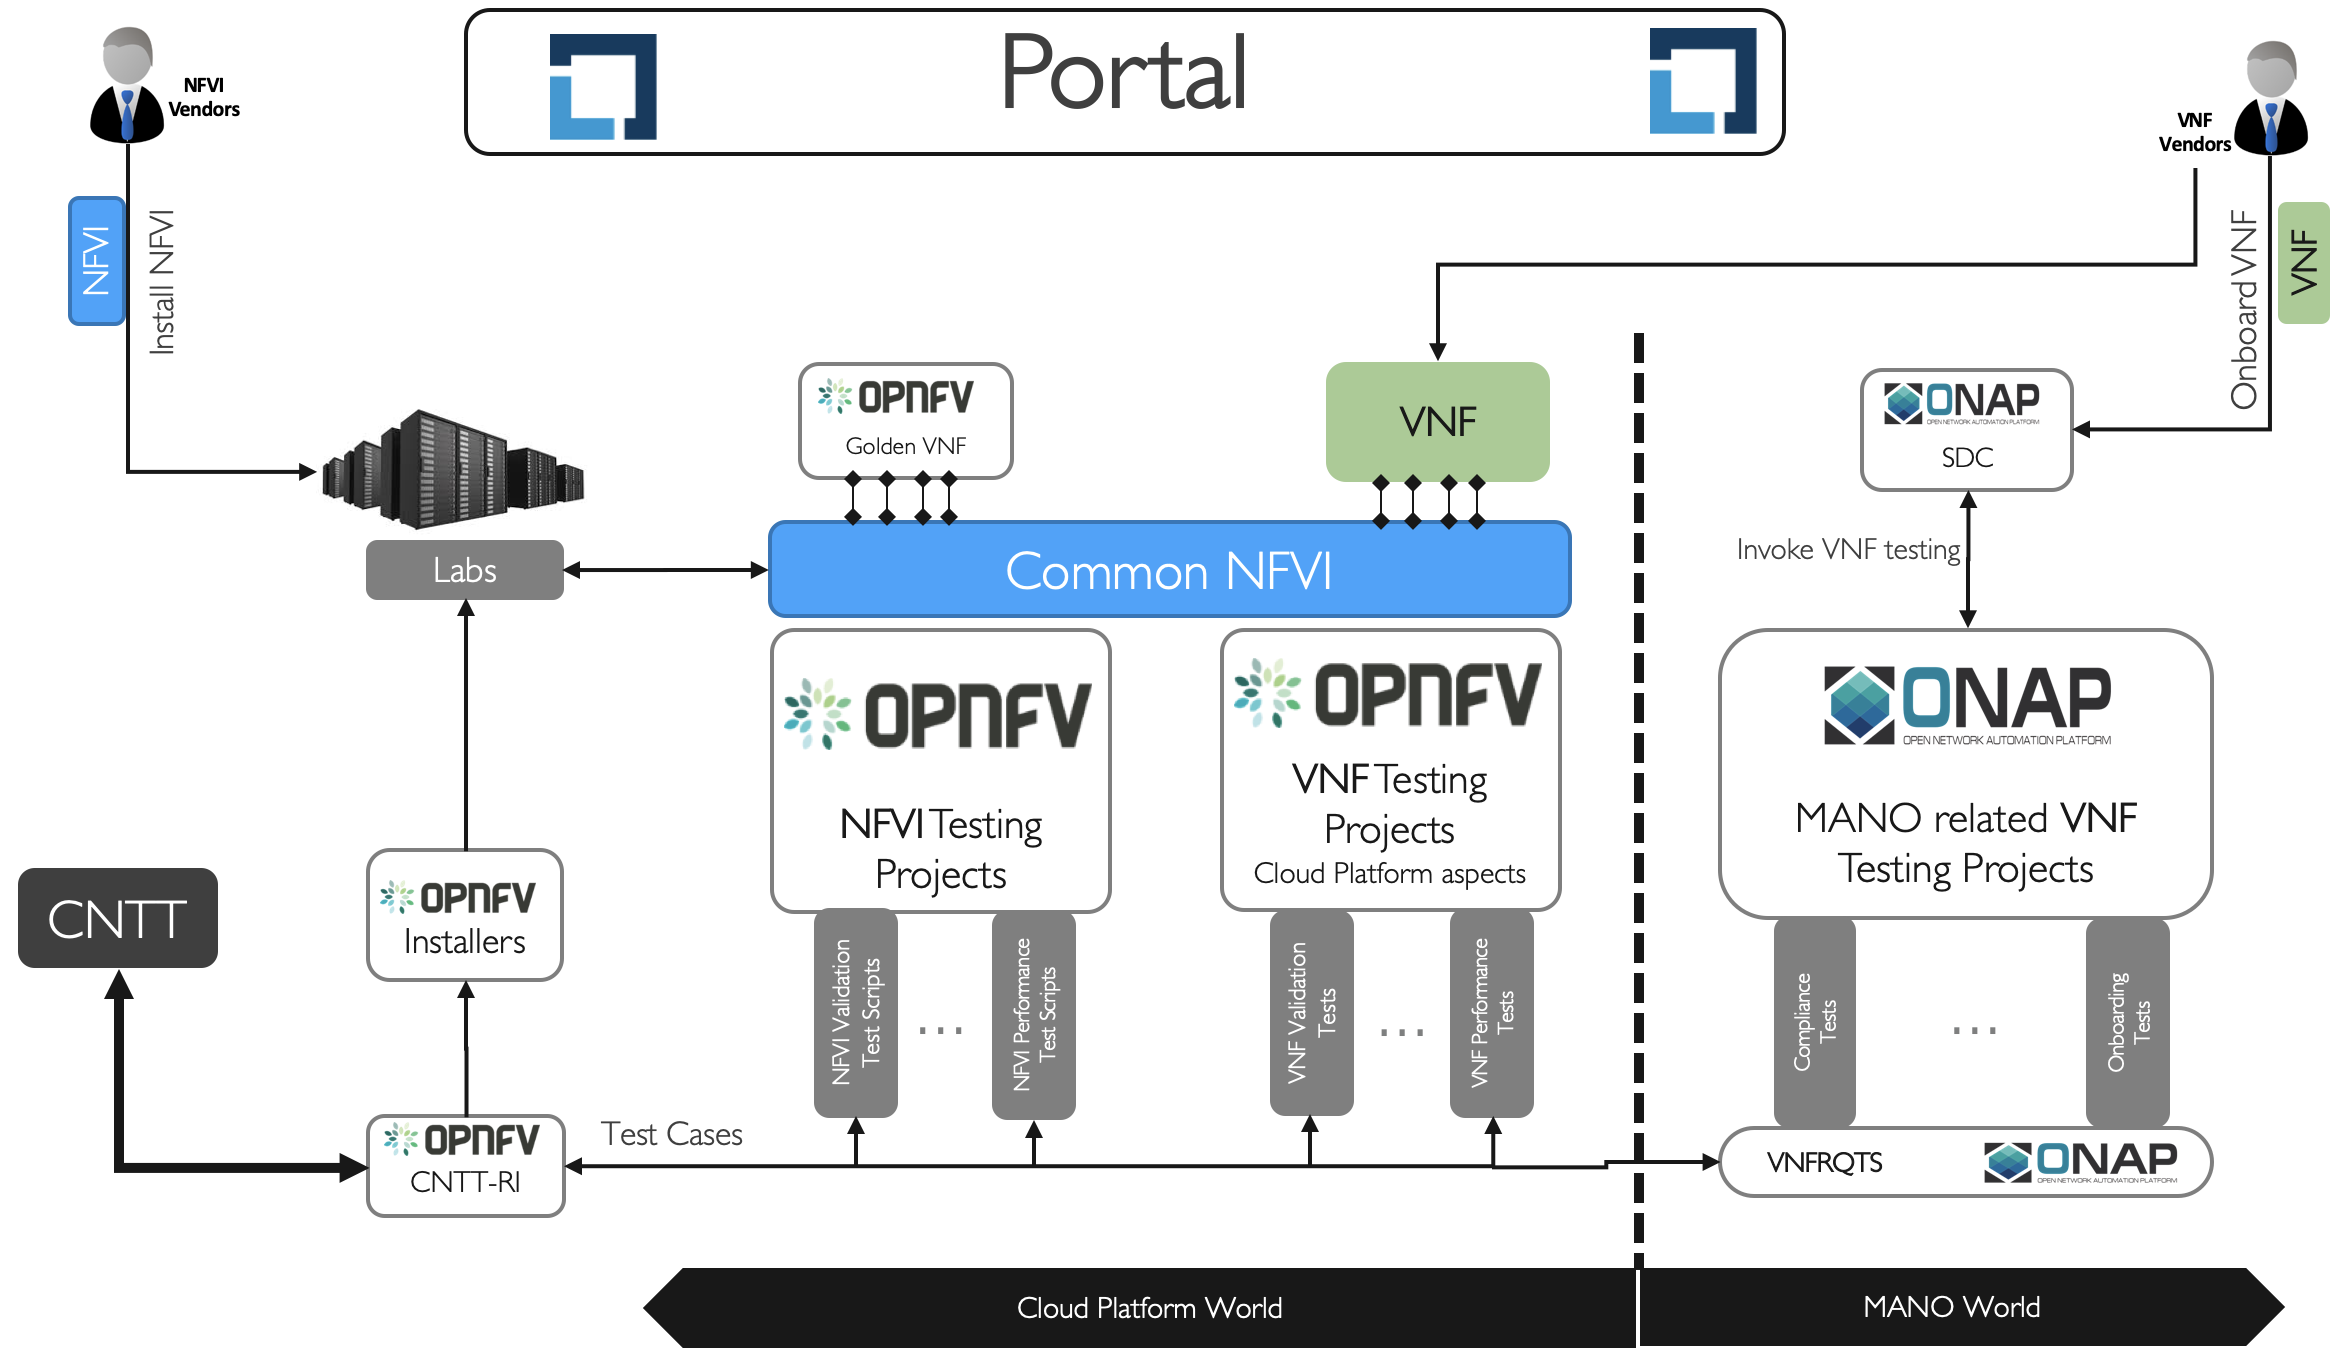 Portal
NFVI
Vendors
VNF
Vendors
NFVI
Install NFVI
Onboard VNF
VNF
OPNFV
Golden VNF
VNF
ONAP
OPEN NETWORK AUTOMATION PLATFORM
SDC
Labs
Common NFVI
Invoke VNF testing
OPNFV
NFVI Testing
Projects
OPNFV
VNF Testing
Projects
Cloud Platform aspects
ONAP
OPEN NETWORK AUTOMATION PLATFORM
MANO related VNF
Testing Projects
CNTT
OPNFV
Installers
NFVI Validation
Test Scripts
...
NFVI Performance
Test Scripts
VNF Validation
Tests
...
VNF Performance
Tests
Compliance
Tests
...
Onboarding
Tests
OPNFV
CNTT-RI
Test Cases
VNFRQTS
ONAP
OPEN NETWORK AUTOMATION PLATFORM
Cloud Platform World
MANO World